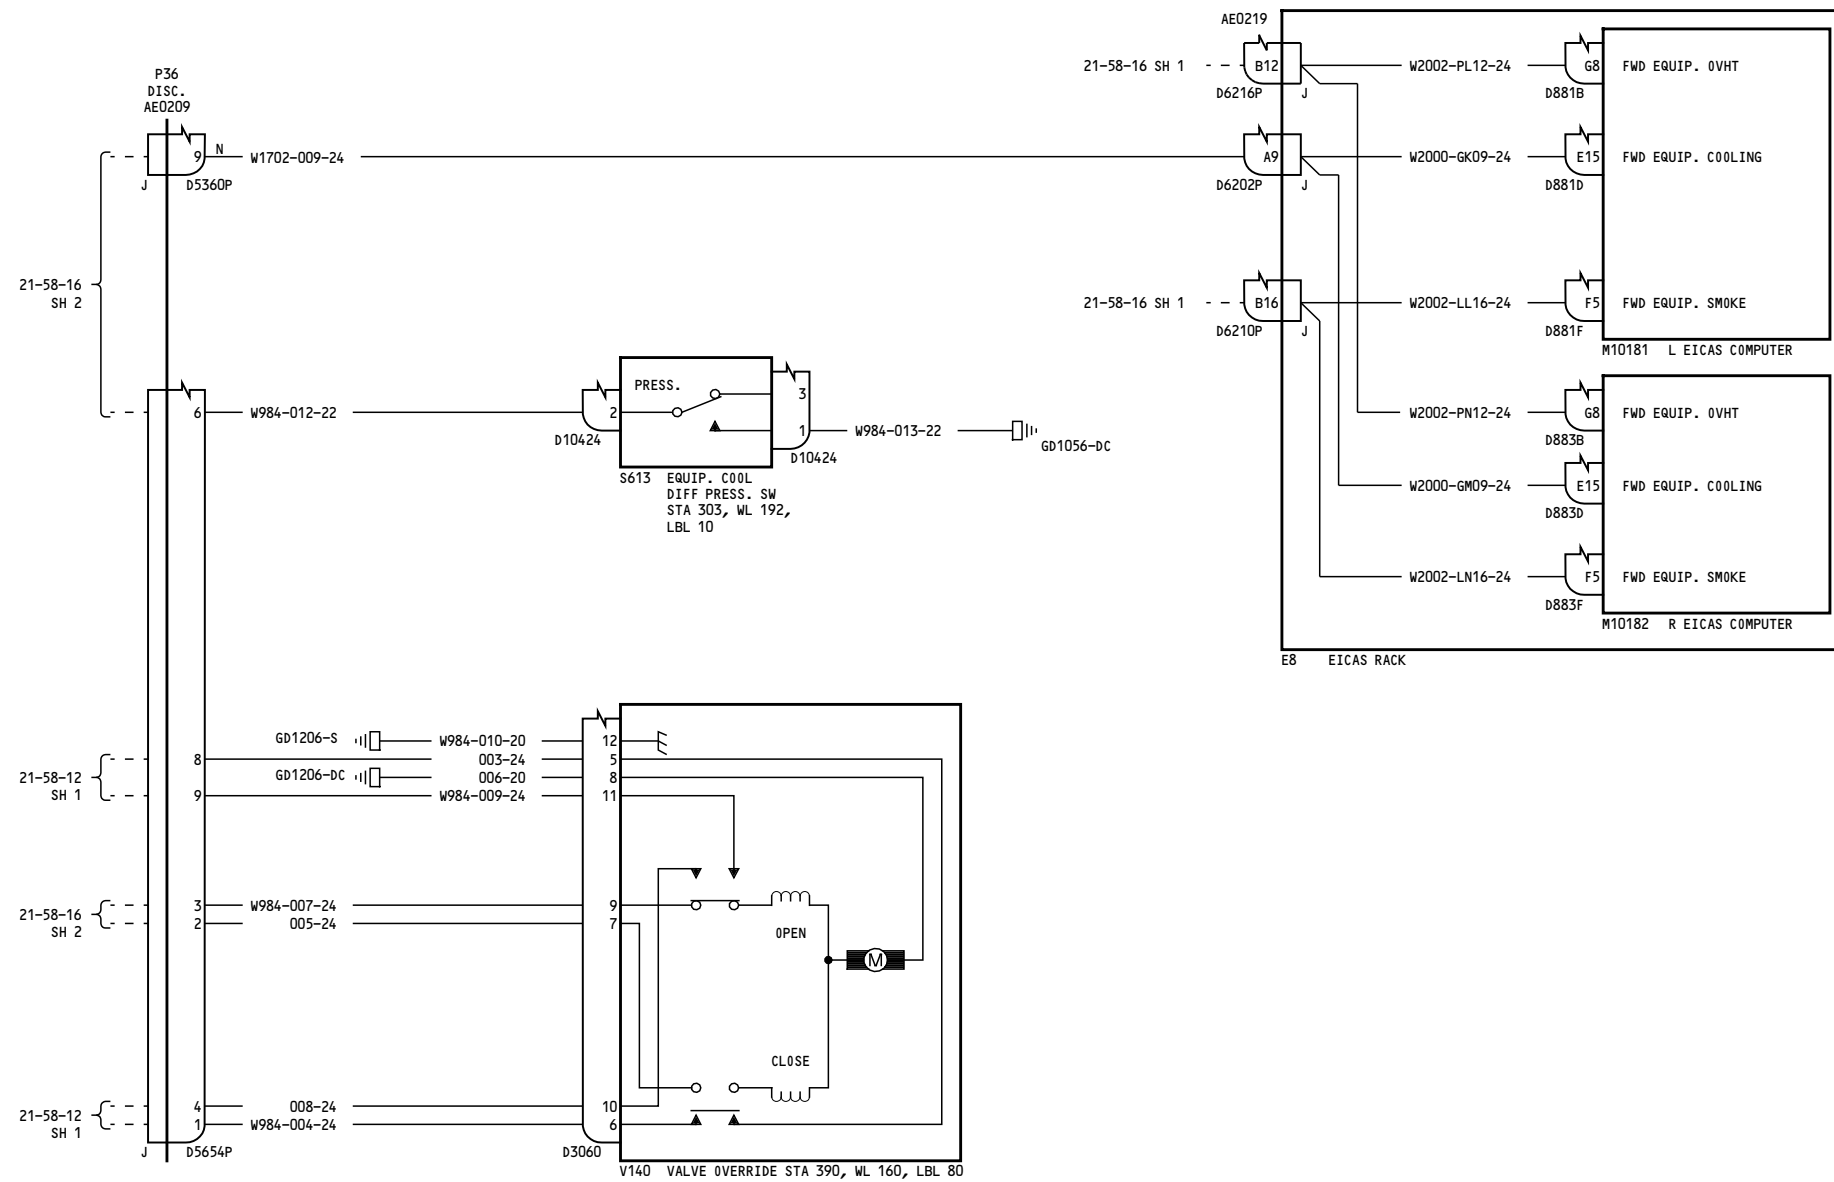 AE0219
21-58-16 SH 1
B12
D6216P
J
W2002-PL12-24
G8
D881B
FWD EQUIP. OVHT
P36
DISC.
AE0209
9
N
W1702-009-24
J
D5360P
A9
D6202P
J
W2000-GK09-24
E15
D881D
FWD EQUIP. COOLING
21-58-16
SH 2
21-58-16 SH 1
B16
D6210P
J
W2002-LL16-24
F5
D881F
FWD EQUIP. SMOKE
M10181 L EICAS COMPUTER
6
W984-012-22
2
D10424
PRESS.
3
1
D10424
W984-013-22
GD1056-DC
S613 EQUIP. COOL
DIFF PRESS. SW
STA 303, WL 192,
LBL 10
W2002-PN12-24
G8
D883B
FWD EQUIP. OVHT
W2000-GM09-24
E15
D883D
FWD EQUIP. COOLING
W2002-LN16-24
F5
D883F
FWD EQUIP. SMOKE
M10182 R EICAS COMPUTER
E8 EICAS RACK
GD1206-S
W984-010-20
12
8
003-24
5
21-58-12
SH 1
GD1206-DC
006-20
8
9
W984-009-24
11
21-58-16
SH 2
3
W984-007-24
9
2
005-24
7
OPEN
M
CLOSE
21-58-12
SH 1
4
008-24
10
1
W984-004-24
6
J
D5654P
D3060
V140 VALVE OVERRIDE STA 390, WL 160, LBL 80